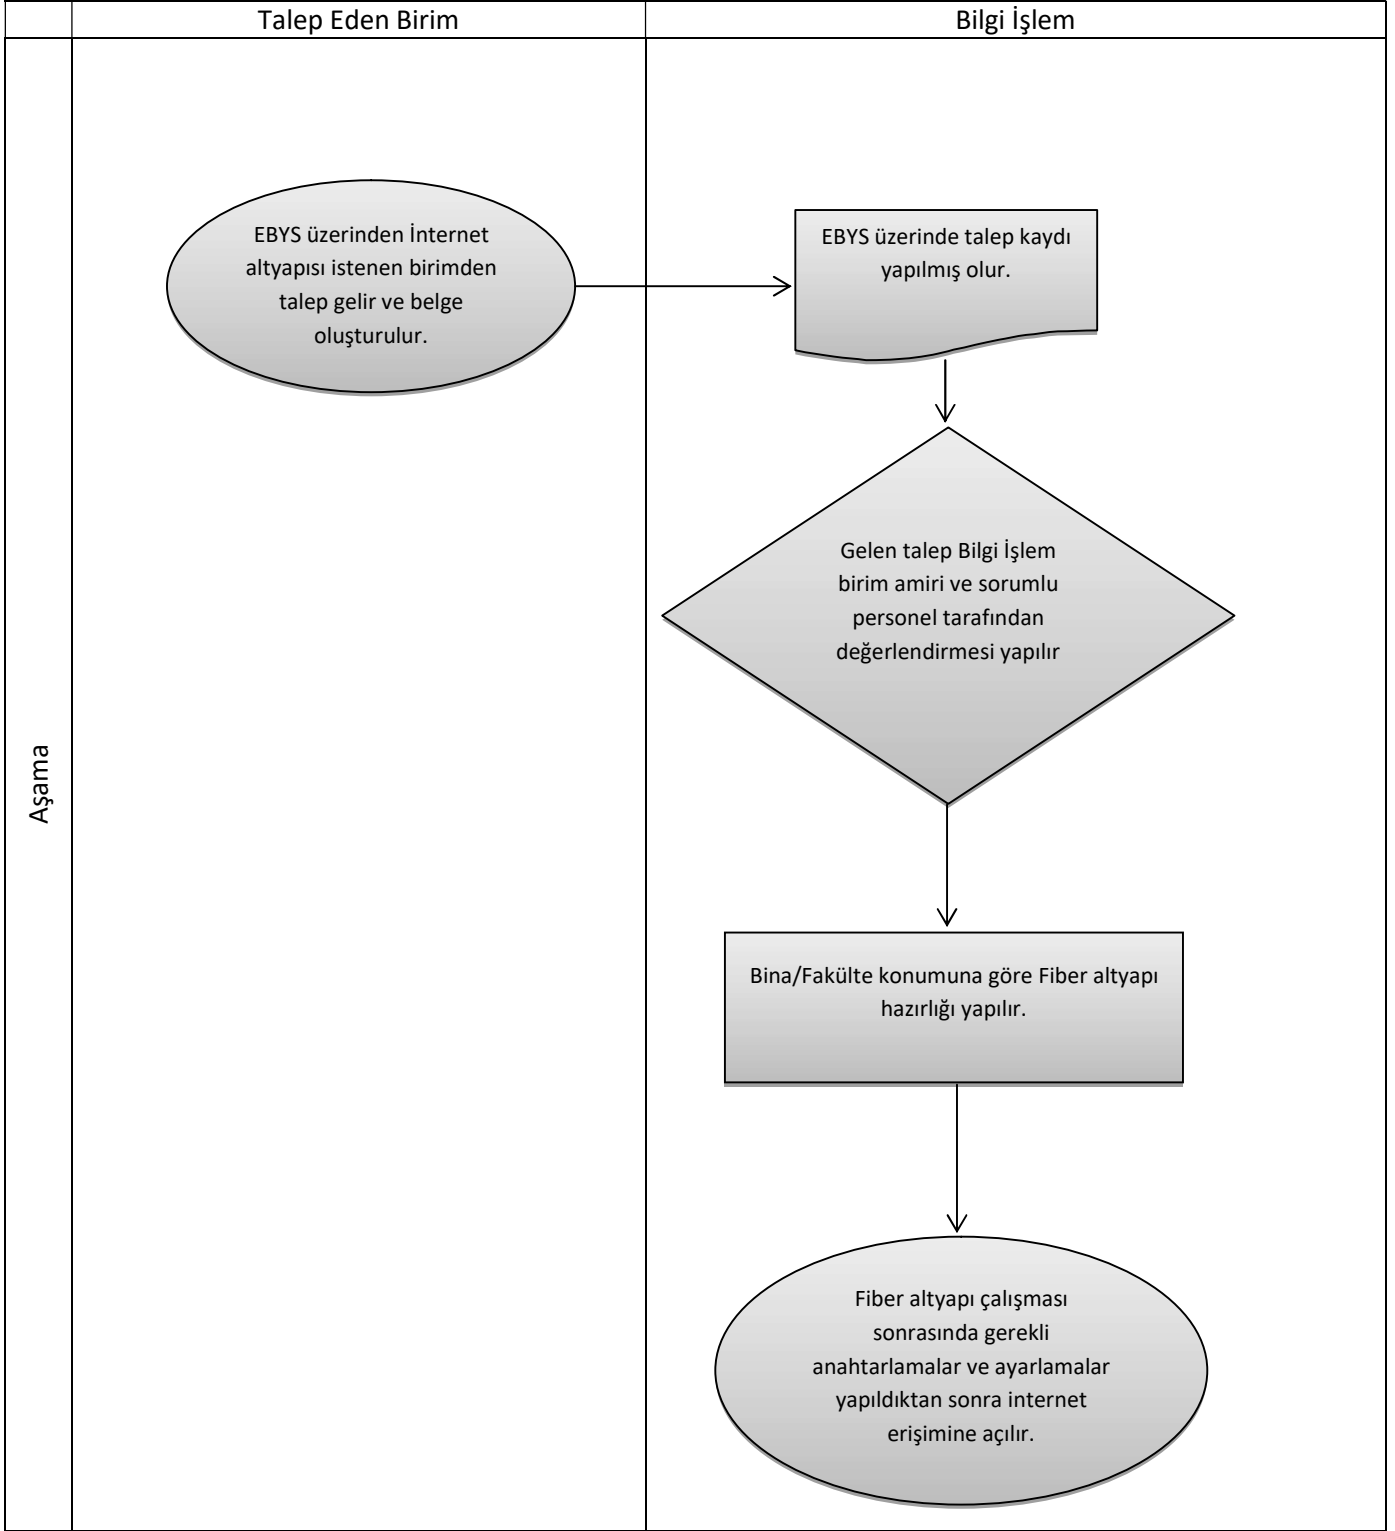 Talep Eden Birim
Bilgi İşlem
Aşama
EBYS üzerinden İnternet
altyapısı istenen birimden
talep gelir ve belge
oluşturulur.
EBYS üzerinde talep kaydı
yapılmış olur.
Gelen talep Bilgi İşlem
birim amiri ve sorumlu
personel tarafından
değerlendirmesi yapılır
Bina/Fakülte konumuna göre Fiber altyapı
hazırlığı yapılır.
Fiber altyapı çalışması
sonrasında gerekli
anahtarlamalar ve ayarlamalar
yapıldıktan sonra internet
erişimine açılır.